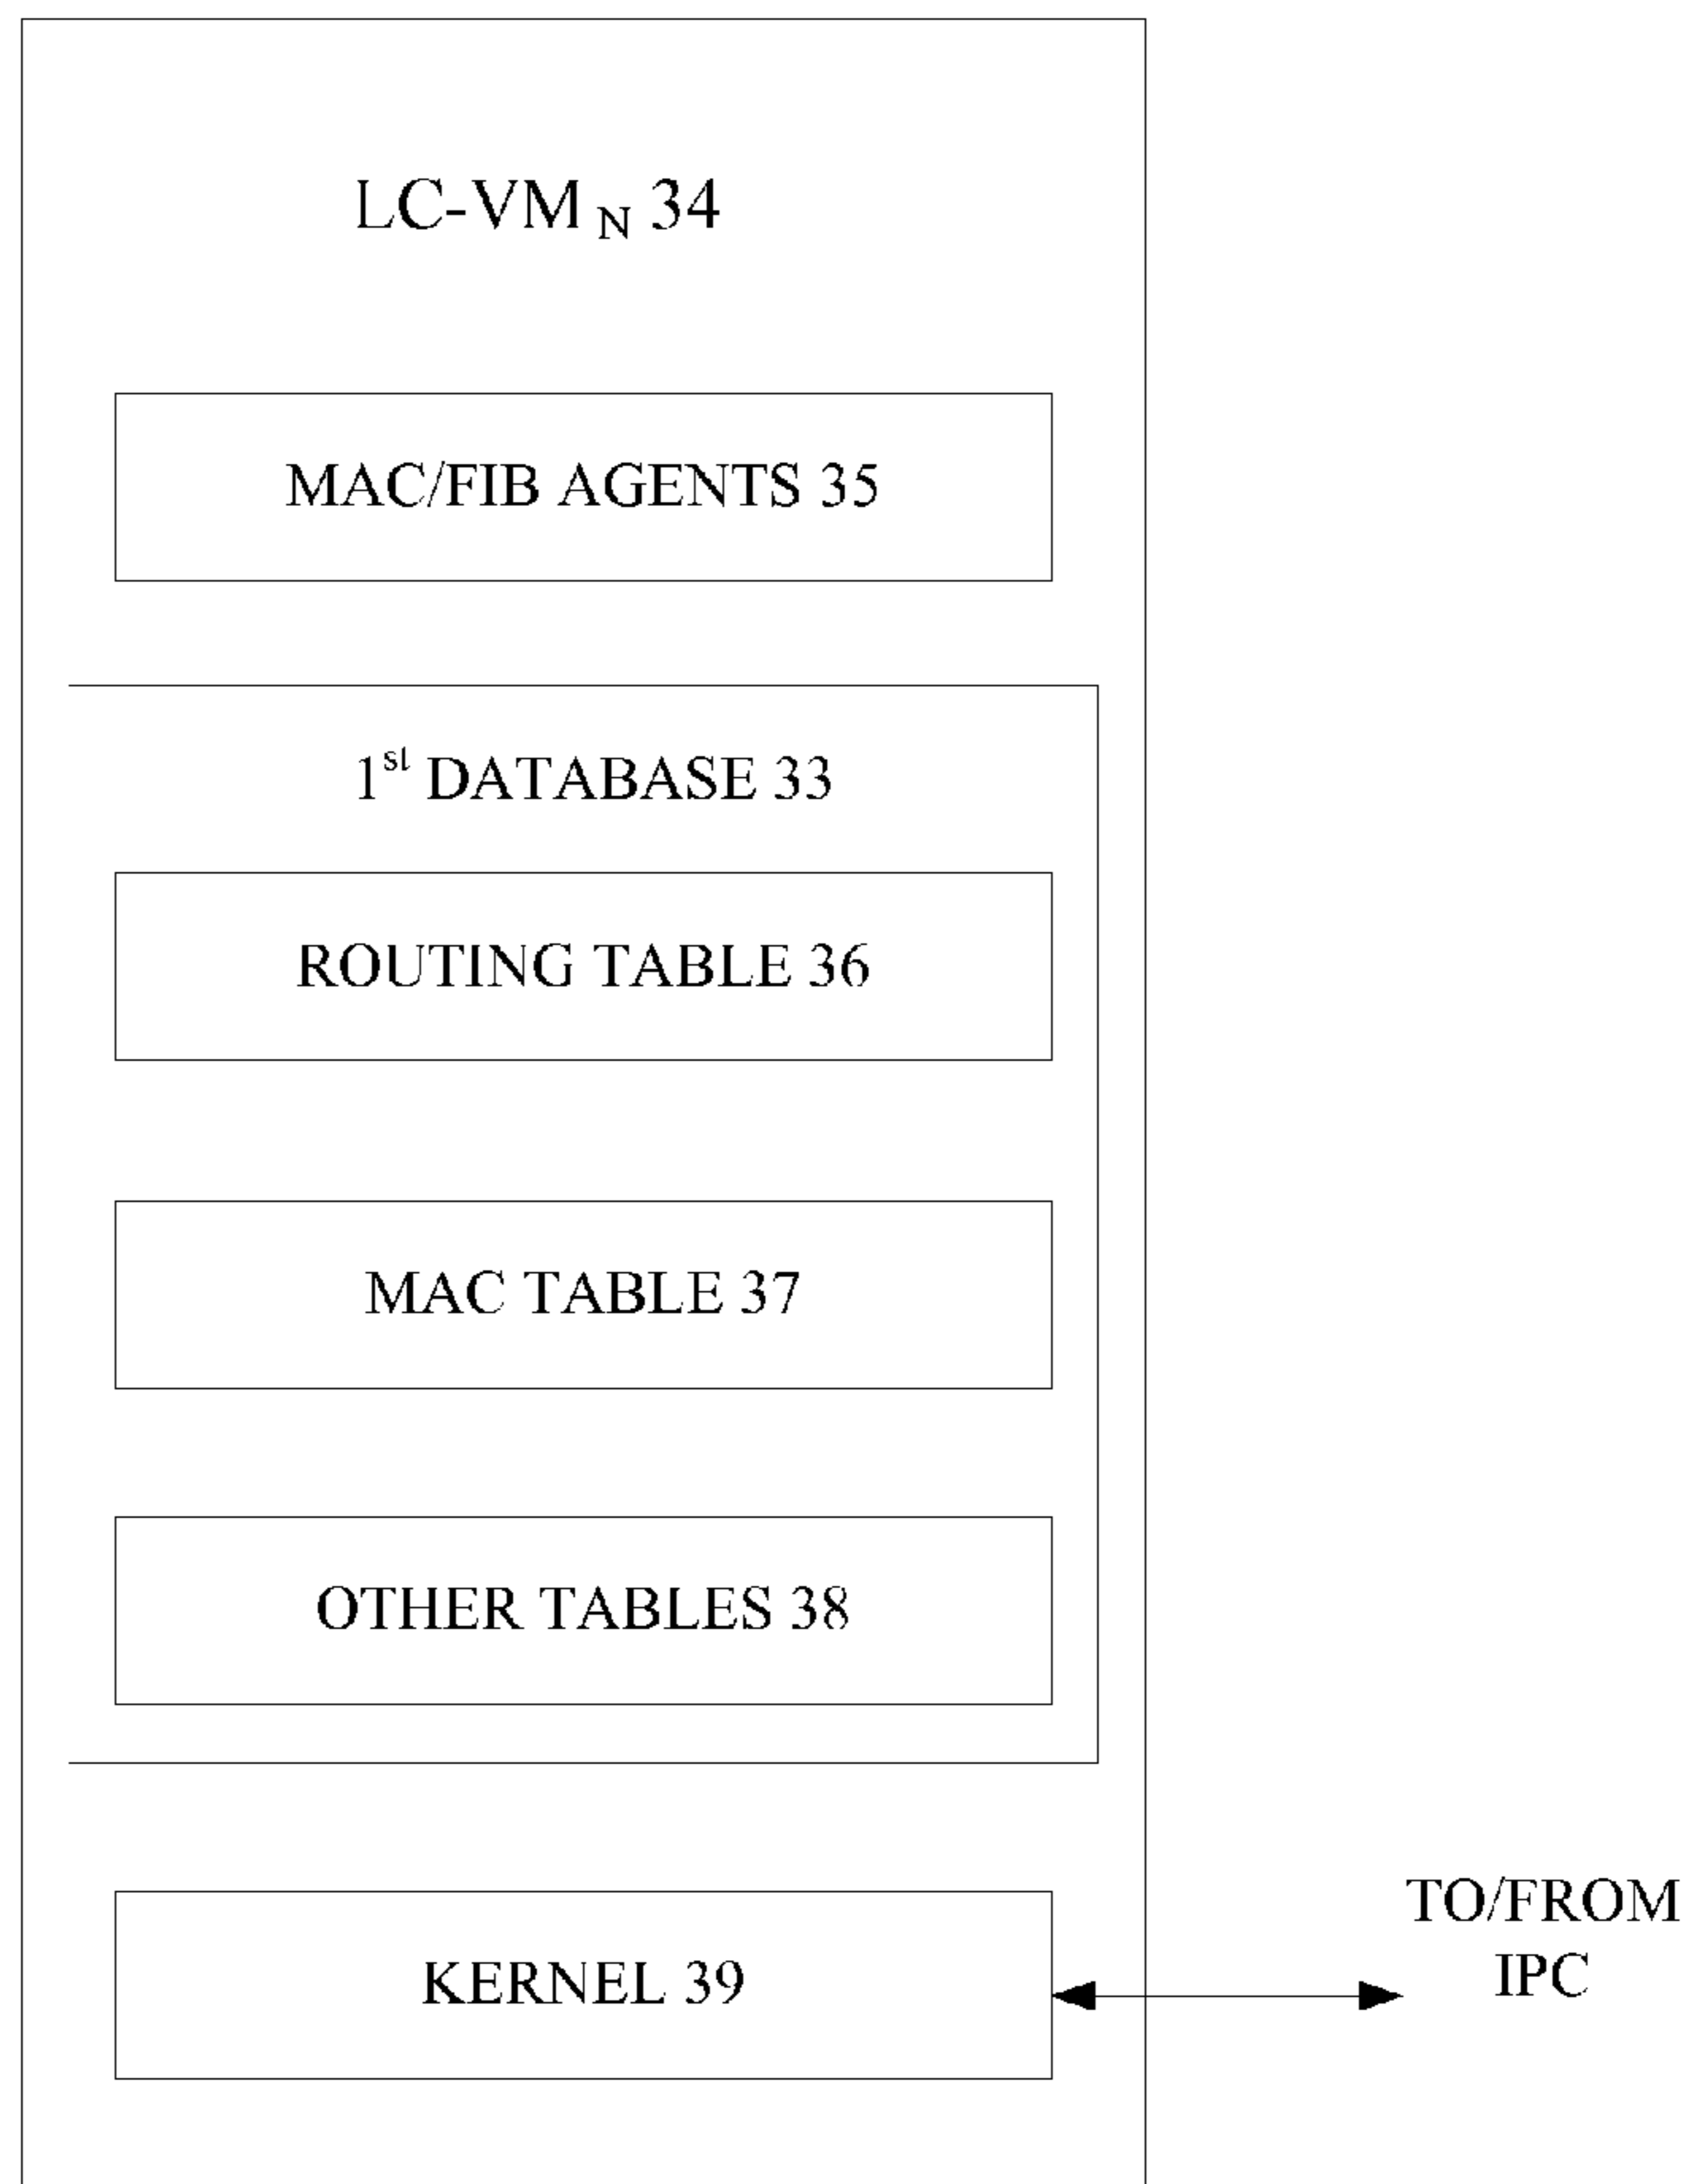 LC-VM N 34
MAC/FIB AGENTS 35
1st DATABASE 33
ROUTING TABLE 36
MAC TABLE 37
OTHER TABLES 38
KERNEL 39
TO/FROM
IPC